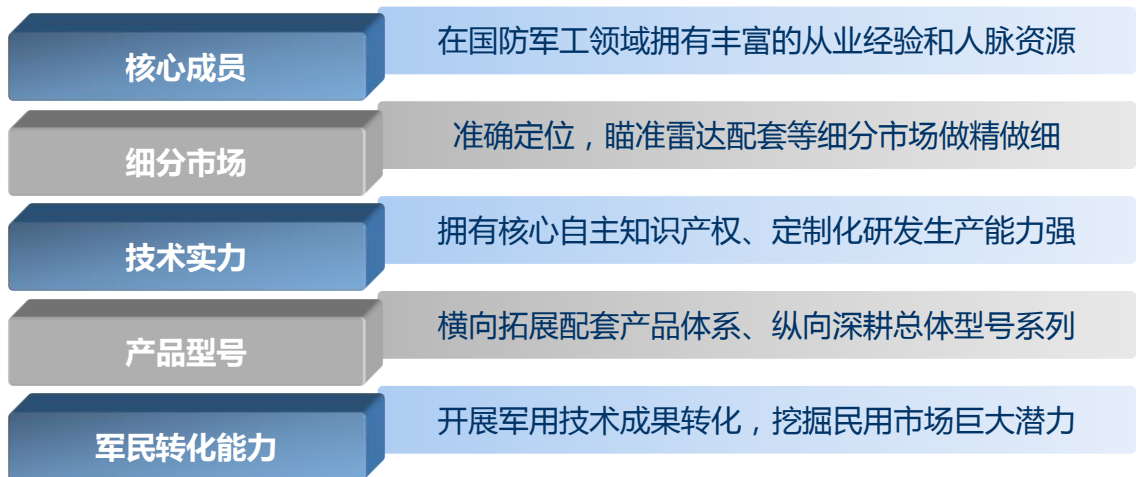 核心成员
在国防军工领域拥有丰富的从业经验和人脉资源
细分市场
准确定位，瞄准雷达配套等细分市场做精做细
技术实力
拥有核心自主知识产权、定制化研发生产能力强
产品型号
横向拓展配套产品体系、纵向深耕总体型号系列
军民转化能力
开展军用技术成果转化，挖掘民用市场巨大潜力